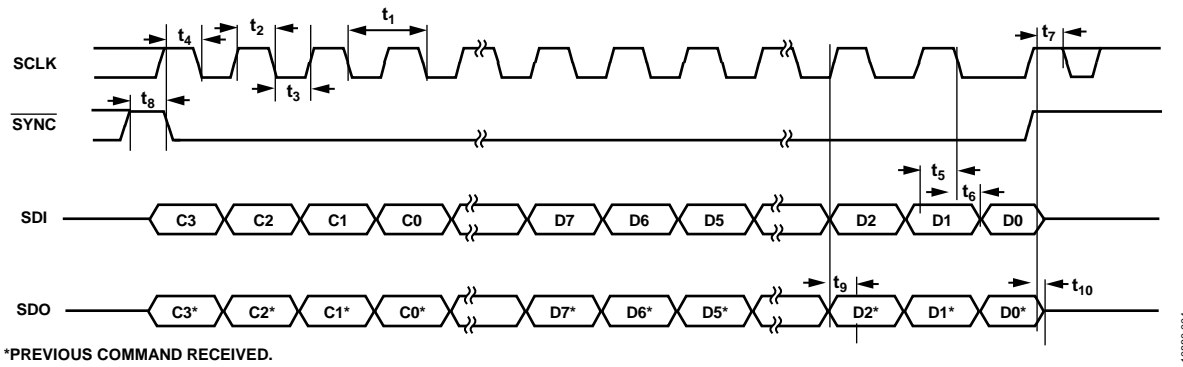 t4 t2 t1 t7
SCLK
t3
t8
SYNC
t5
t6
SDI C3 C2 C1 C0 D7 D6 D5 D2 D1 D0
t9 t10
SDO C3* C2* C1* C0* D7* D6* D5* D2* D1* D0*
*PREVIOUS COMMAND RECEIVED.